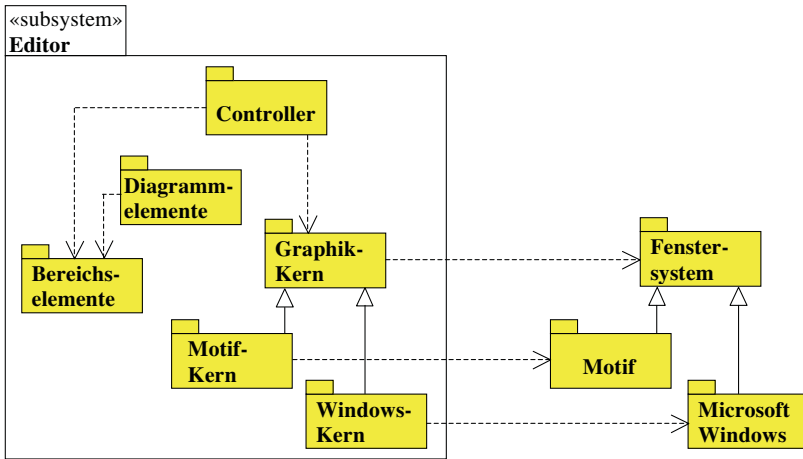 «subsystem»
Editor
Controller
Diagramm-
elemente
Bereichs-
elemente
Graphik-
Kern
Fenster-
system
Motif-
Kern
Motif
Windows-
Kern
Microsoft
Windows